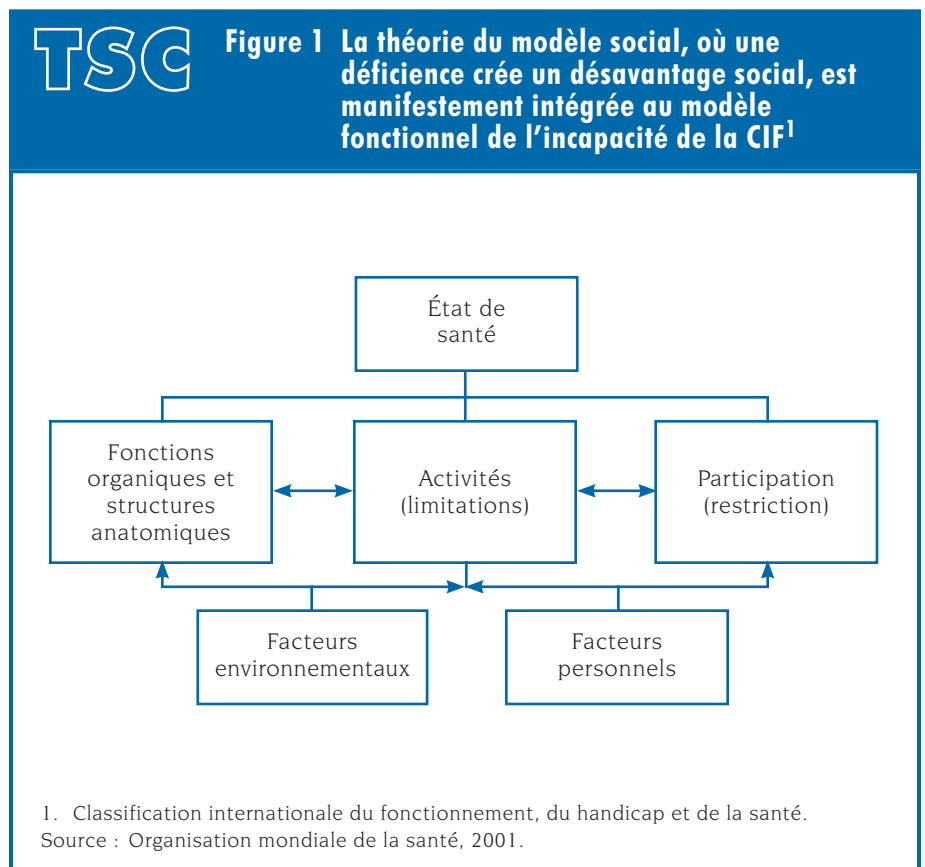 TSC
Figure 1 La théorie du modèle social, où une
déficience crée un désavantage social, est
manifestement intégrée au modèle
fonctionnel de l’incapacité de la CIF1
État de
santé
Fonctions
organiques et
structures
anatomiques
Activités
(limitations)
Participation
(restriction)
Facteurs
environnementaux
Facteurs
personnels
1. Classification internationale du fonctionnement, du handicap et de la santé.
Source : Organisation mondiale de la santé, 2001.